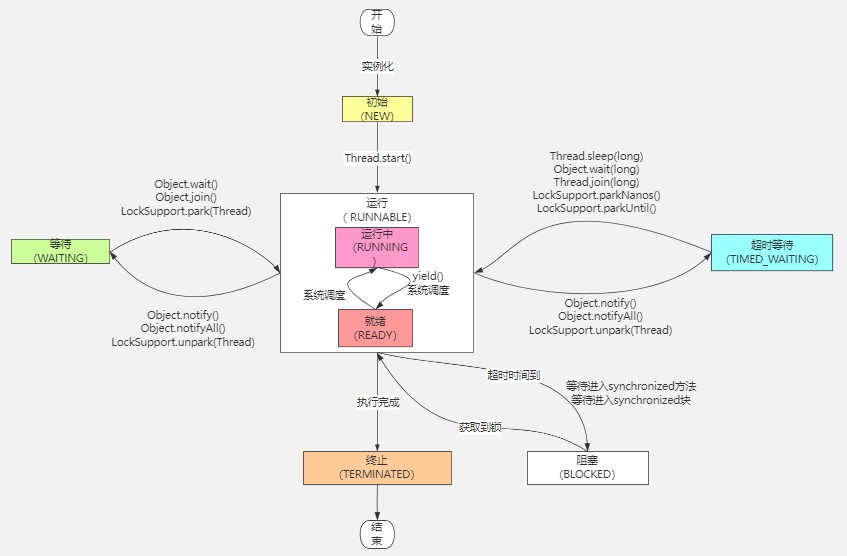 开
始
实例化
初始
(NEW)
Thread.start()
Object.wait()
Object.join()
LockSupport.park(Thread)
Thread.sleep(long)
Object.wait(long)
Thread.join(long)
LockSupport.parkNanos()
LockSupport.parkUntil()
运行
( RUNNABLE)
运行中
(RUNNING
)
等待
(WAITING)
超时等待
(TIMED_WAITING)
yield()
系统调度
系统调度
就绪
(READY)
Object.notify()
Object.notifyAll()
LockSupport.unpark(Thread)
Object.notify()
Object.notifyAll()
LockSupport.unpark(Thread)
超时时间到
等待进入synchronized方法
等待进入synchronized块
执行完成
获取到锁
终止
(TERMINATED)
阻塞
(BLOCKED)
结
束